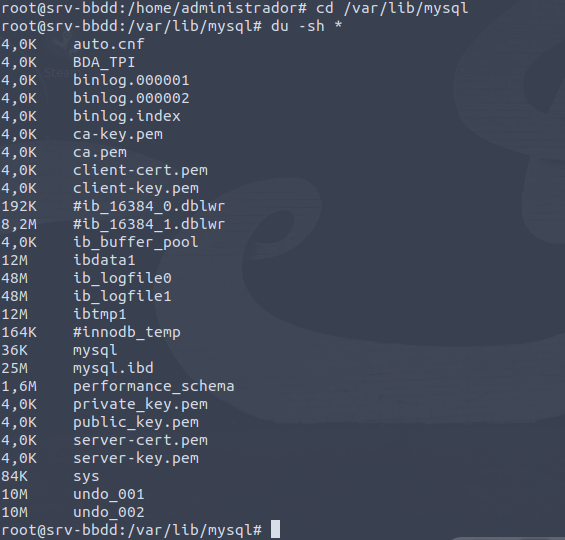 root@srv-bbdd:/home/administrador# cd /var/lib/mysql
root@srv-bbdd:/var/lib/mysql# du -sh *
4,0K    auto.cnf
4,0K    BDA_TPI
4,0K    binlog.000001
4,0K    binlog.000002
4,0K    binlog.index
4,0K    ca-key.pem
4,0K    ca.pem
4,0K    client-cert.pem
4,0K    client-key.pem
192K    #ib_16384_0.dblwr
8,2M    #ib_16384_1.dblwr
4,0K    ib_buffer_pool
12M     ibdata1
48M     ib_logfile0
48M     ib_logfile1
12M     ibtmp1
164K    #innodb_temp
36K     mysql
25M     mysql.ibd
1,6M    performance_schema
4,0K    private_key.pem
4,0K    public_key.pem
4,0K    server-cert.pem
4,0K    server-key.pem
84K     sys
10M     undo_001
10M     undo_002
root@srv-bbdd:/var/lib/mysql#